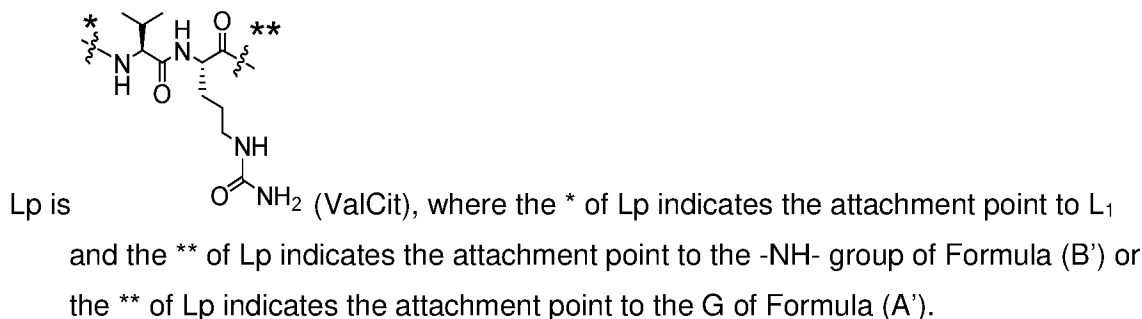 * H N O **
N H O
NH
O NH₂
Lp is (ValCit), where the * of Lp indicates the attachment point to L₁
and the ** of Lp indicates the attachment point to the -NH- group of Formula (B’) or
the ** of Lp indicates the attachment point to the G of Formula (A’).